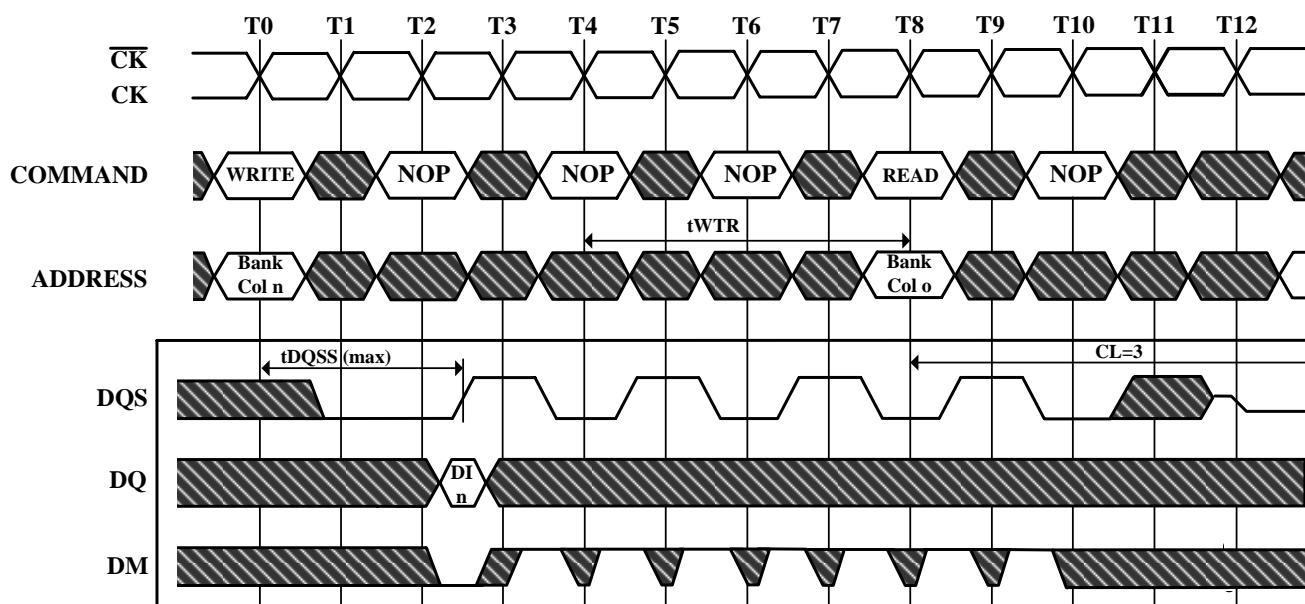 T0 T1 T2 T3 T4 T5 T6 T7 T8 T9 T10 T11 T12
CK
CK
COMMAND WRITE NOP NOP NOP READ NOP
tWTR
ADDRESS Bank Col n Bank Col o
tDQSS (max) CL=3
DQS
DQ DI n
DM